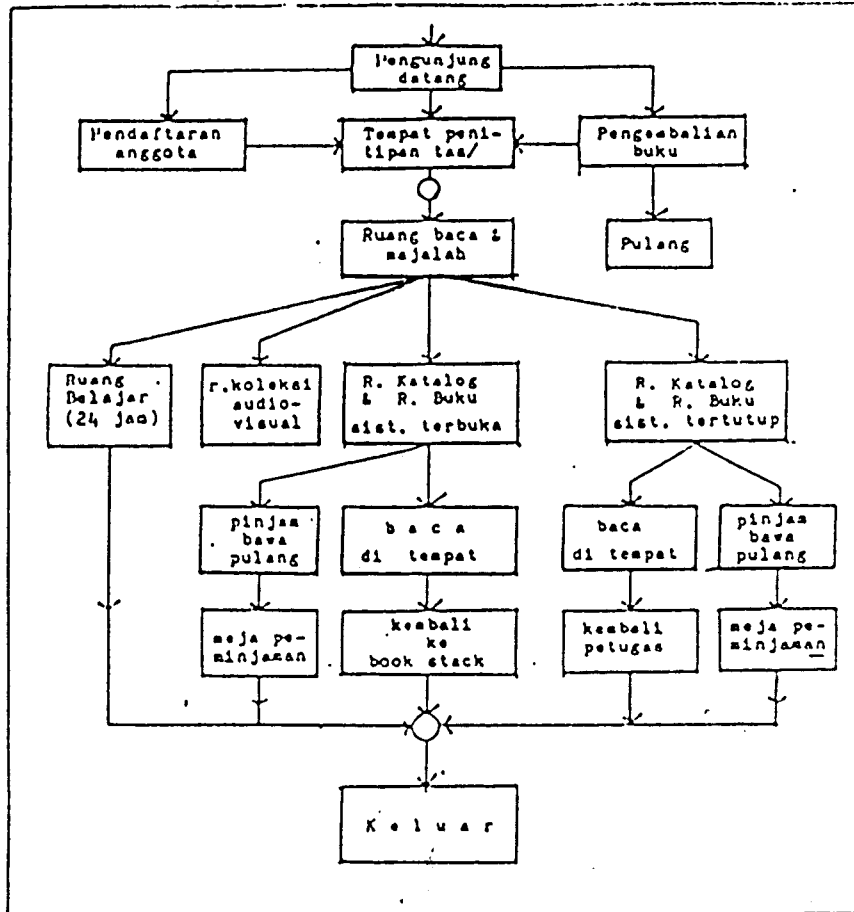 Pengunjung
datang
Pendaftaran
anggota
Tempat peni-
tipan tas/
Pengembalian
buku
Ruang baca &
majalah
Pulang
Ruang
Belajar
(24 jam)
r.koleksi
audio-
visual
R. Katalog
& R. Buku
sist. terbuka
R. Katalog
& R. Buku
sist. tertutup
pinjam
bawa
pulang
b a c a
di tempat
baca
di tempat
pinjam
bawa
pulang
meja pe-
minjaman
kembali
ke
book stack
kembali
petugas
meja pe-
minjaman
K e l u a r